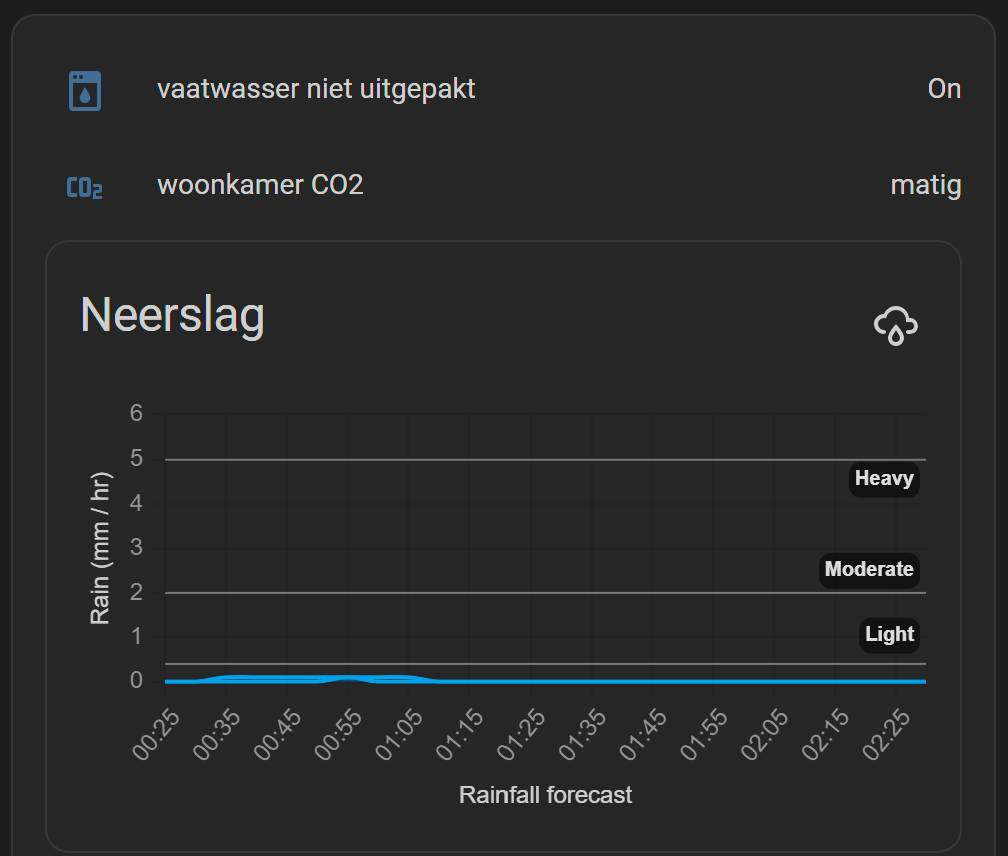 vaatwasser niet uitgepakt On
CO2 woonkamer CO2 matig
Neerslag
6
5
Heavy
4
3
Moderate
2
Light
1
0
Rain (mm / hr)
00:25 00:35 00:45 00:55 01:05 01:15 01:25 01:35 01:45 01:55 02:05 02:15 02:25
Rainfall forecast